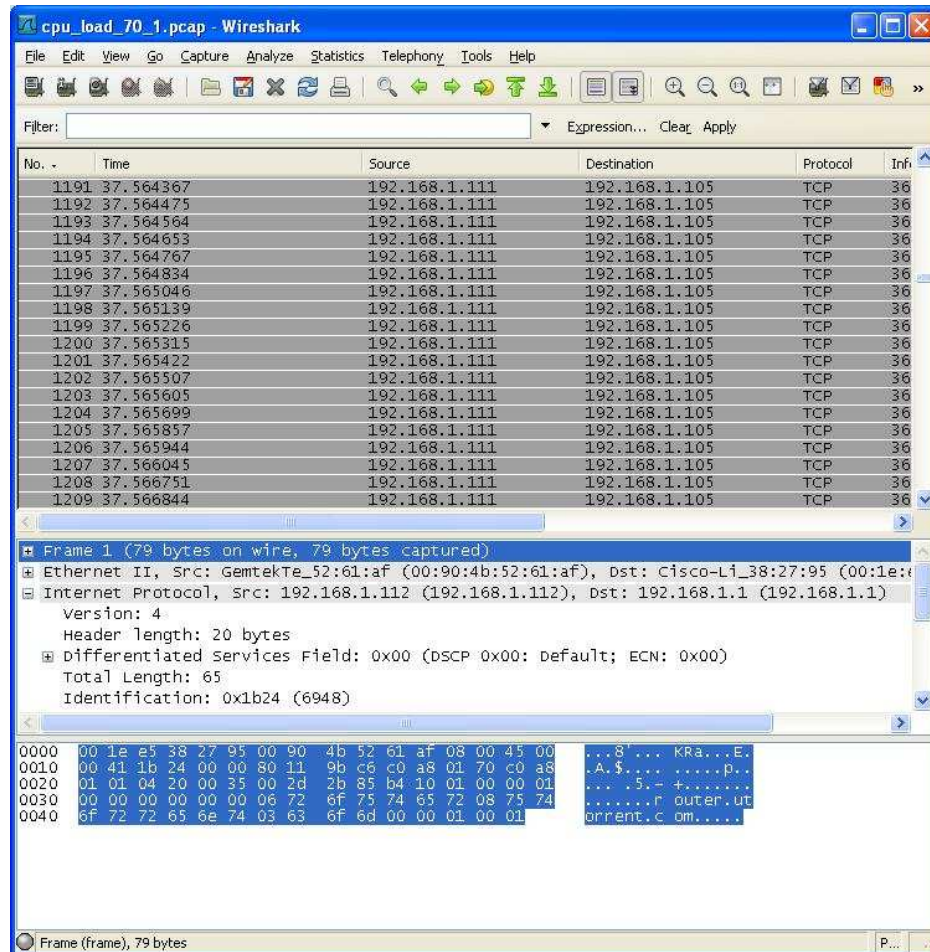 cpu_load_70_1.pcap - Wireshark
File Edit View Go Capture Analyze Statistics Telephony Tools Help
Filter: Expression... Clear Apply
No. - Time Source Destination Protocol Inf
1191 37.564367 192.168.1.111 192.168.1.105 TCP 36
1192 37.564475 192.168.1.111 192.168.1.105 TCP 36
1193 37.564564 192.168.1.111 192.168.1.105 TCP 36
1194 37.564653 192.168.1.111 192.168.1.105 TCP 36
1195 37.564767 192.168.1.111 192.168.1.105 TCP 36
1196 37.564834 192.168.1.111 192.168.1.105 TCP 36
1197 37.565046 192.168.1.111 192.168.1.105 TCP 36
1198 37.565139 192.168.1.111 192.168.1.105 TCP 36
1199 37.565226 192.168.1.111 192.168.1.105 TCP 36
1200 37.565315 192.168.1.111 192.168.1.105 TCP 36
1201 37.565422 192.168.1.111 192.168.1.105 TCP 36
1202 37.565507 192.168.1.111 192.168.1.105 TCP 36
1203 37.565605 192.168.1.111 192.168.1.105 TCP 36
1204 37.565699 192.168.1.111 192.168.1.105 TCP 36
1205 37.565857 192.168.1.111 192.168.1.105 TCP 36
1206 37.565944 192.168.1.111 192.168.1.105 TCP 36
1207 37.566045 192.168.1.111 192.168.1.105 TCP 36
1208 37.566751 192.168.1.111 192.168.1.105 TCP 36
1209 37.566844 192.168.1.111 192.168.1.105 TCP 36
Frame 1 (79 bytes on wire, 79 bytes captured)
Ethernet II, Src: GemtekTe_52:61:af (00:90:4b:52:61:af), Dst: Cisco-Li_38:27:95 (00:1e:e
Internet Protocol, Src: 192.168.1.112 (192.168.1.112), Dst: 192.168.1.1 (192.168.1.1)
Version: 4
Header length: 20 bytes
Differentiated Services Field: 0x00 (DSCP 0x00: Default; ECN: 0x00)
Total Length: 65
Identification: 0x1b24 (6948)
0000 00 1e e5 38 27 95 00 90 4b 52 61 af 08 00 45 00 ...8'... KRa...E.
0010 00 41 1b 24 00 00 80 11 9b c6 c0 a8 01 70 c0 a8 .A.$.... .....p..
0020 01 01 04 20 00 35 00 2d 2b 85 b4 10 01 00 00 01 ... .5.- +.......
0030 00 00 00 00 00 00 06 72 6f 75 74 65 72 08 75 74 .......r outer.ut
0040 6f 72 72 65 6e 74 03 63 6f 6d 00 00 01 00 01 orrent.c om.....
Frame (frame), 79 bytes P...